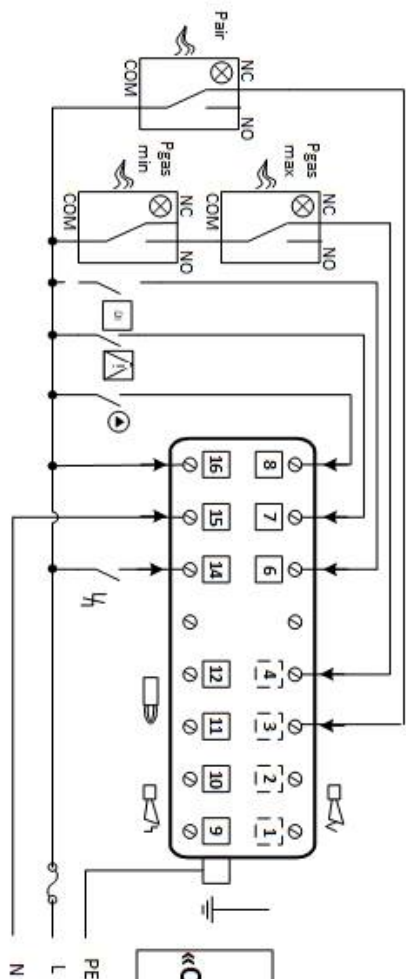 Pair
NC
NO
COM
Pgas
max
NC
NO
COM
Pgas
min
NC
NO
COM
8 7 6 4 3 2 1
16 15 14 12 11 10 9
«C
PE
L
N